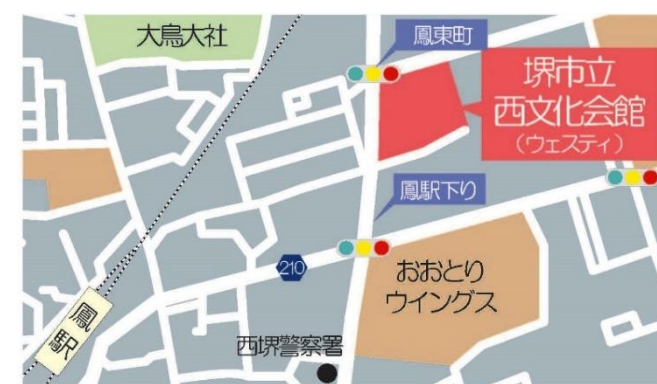 大鳥大社
鳳東町
堺市立
西文化会館
（ウェスティ）
鳳駅下り
210
おおとり
ウイングス
鳳駅
西堺警察署